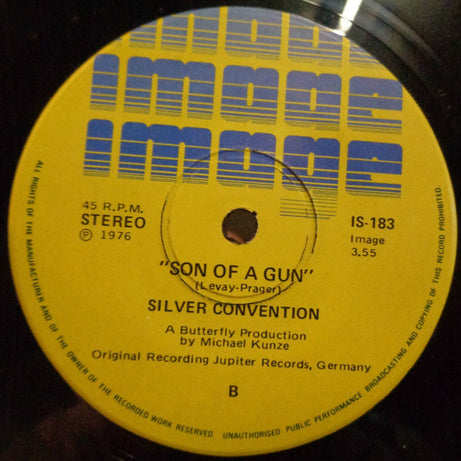 image
image
image
45 R.P.M.
STEREO
℗ 1976
IS-183
Image
3.55
"SON OF A GUN"
(Levay-Prager)
SILVER CONVENTION
A Butterfly Production
by Michael Kunze
Original Recording Jupiter Records, Germany
B
ALL RIGHTS OF THE MANUFACTURER AND OF THE OWNER OF THE RECORDED WORK RESERVED UNAUTHORISED PUBLIC PERFORMANCE BROADCASTING AND COPYING OF THIS RECORD PROHIBITED.